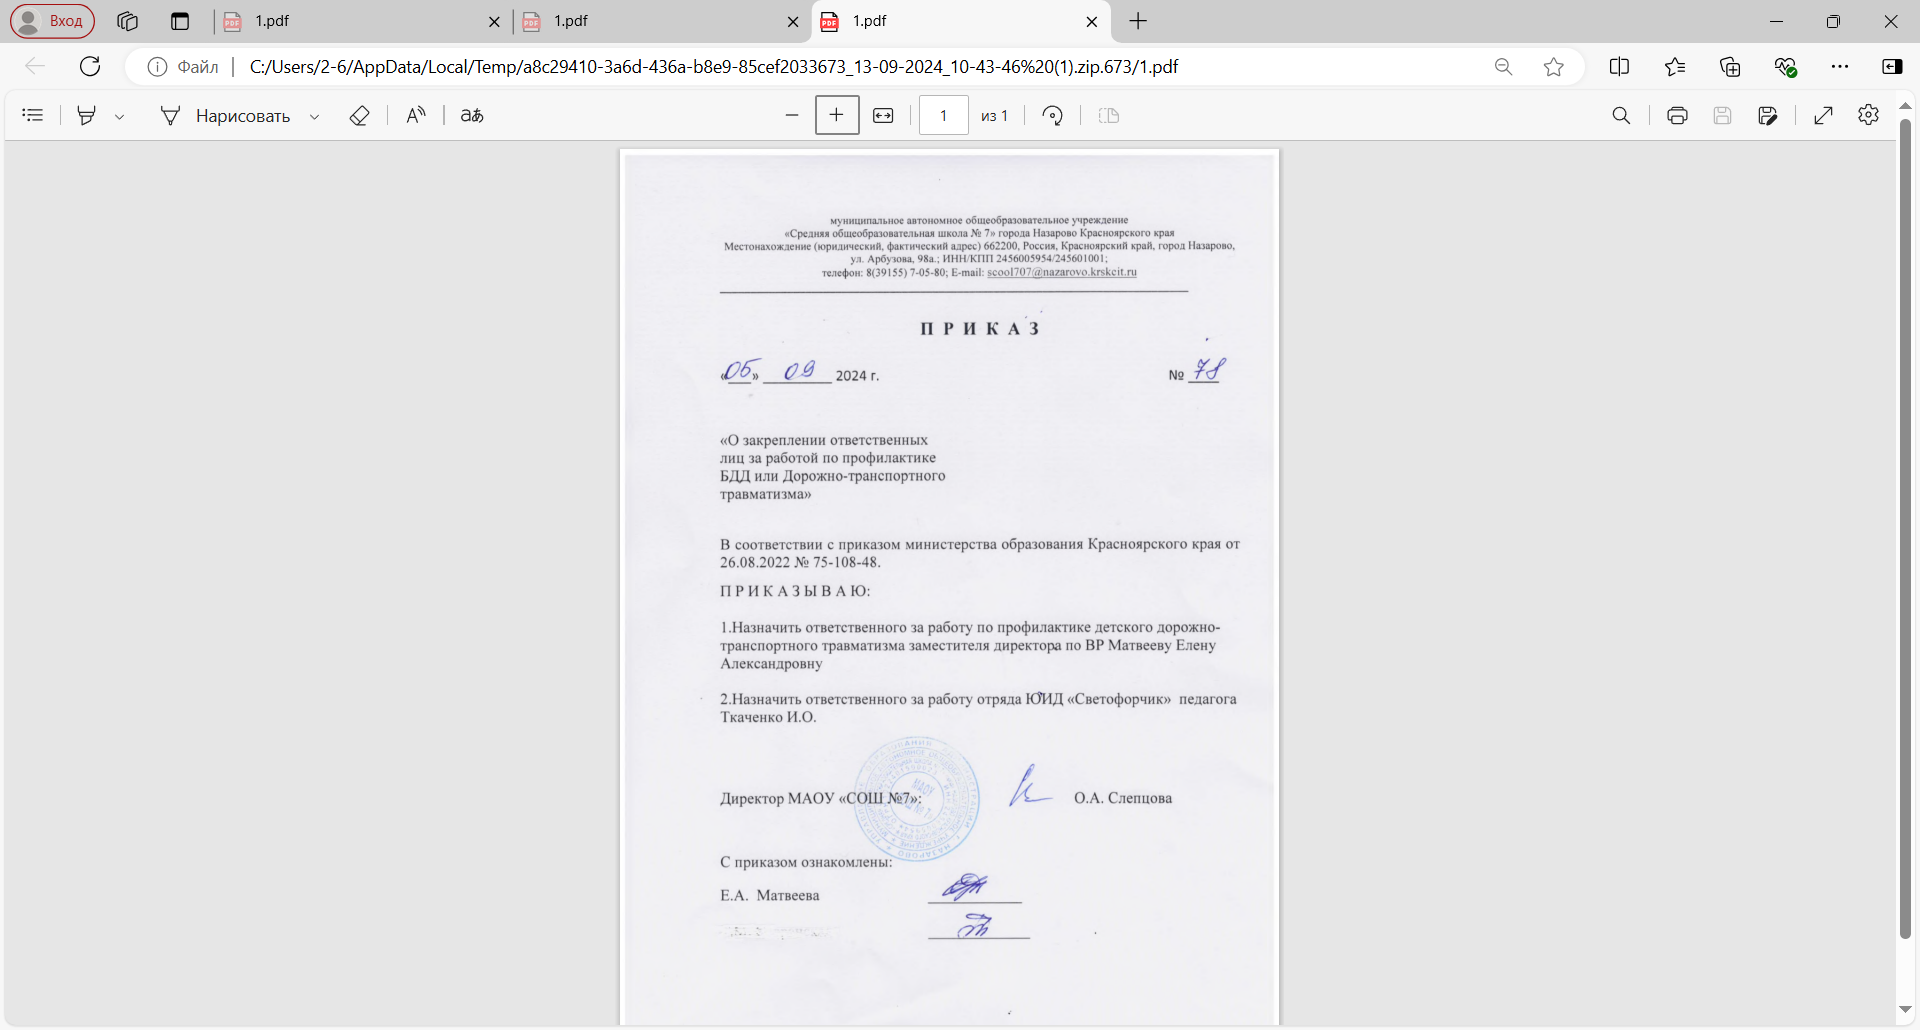 Вход
1.pdf
1.pdf
1.pdf
Файл
C:/Users/2-6/AppData/Local/Temp/a8c29410-3a6d-436a-b8e9-85cef2033673_13-09-2024_10-43-46%20(1).zip.673/1.pdf
Нарисовать
аあ
1 из 1
муниципальное автономное общеобразовательное учреждение
«Средняя общеобразовательная школа № 7» города Назарово Красноярского края
Местонахождение (юридический, фактический адрес) 662200, Россия, Красноярский край, город Назарово,
ул. Арбузова, 98а.; ИНН/КПП 2456005954/245601001;
телефон: 8(39155) 7-05-80; E-mail: scool707@nazarovo.krskcit.ru
П Р И К А З
«05» 09 2024 г.
№ 78
«О закреплении ответственных
лиц за работой по профилактике
БДД или Дорожно-транспортного
травматизма»
В соответствии с приказом министерства образования Красноярского края от
26.08.2022 № 75-108-48.
П Р И К А З Ы В А Ю:
1.Назначить ответственного за работу по профилактике детского дорожно-
транспортного травматизма заместителя директора по ВР Матвееву Елену
Александровну
2.Назначить ответственного за работу отряда ЮИД «Светофорчик» педагога
Ткаченко И.О.
Директор МАОУ «СОШ №7»:
О.А. Слепцова
С приказом ознакомлены:
Е.А. Матвеева